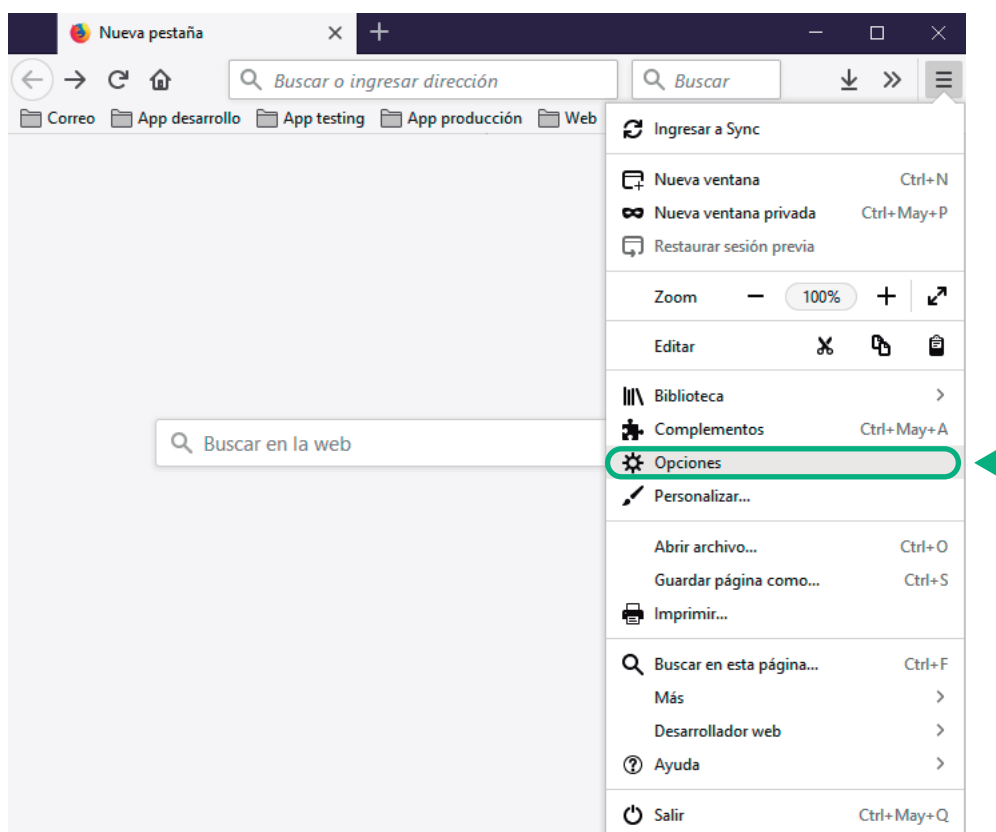 Nueva pestaña
Buscar o ingresar dirección
Buscar
Correo App desarrollo App testing App producción Web
Ingresar a Sync
Nueva ventana Ctrl+N
Nueva ventana privada Ctrl+May+P
Restaurar sesión previa
Zoom 100%
Editar
Biblioteca
Complementos Ctrl+May+A
Buscar en la web
Opciones
Personalizar...
Abrir archivo... Ctrl+O
Guardar página como... Ctrl+S
Imprimir...
Buscar en esta página... Ctrl+F
Más
Desarrollador web
Ayuda
Salir Ctrl+May+Q